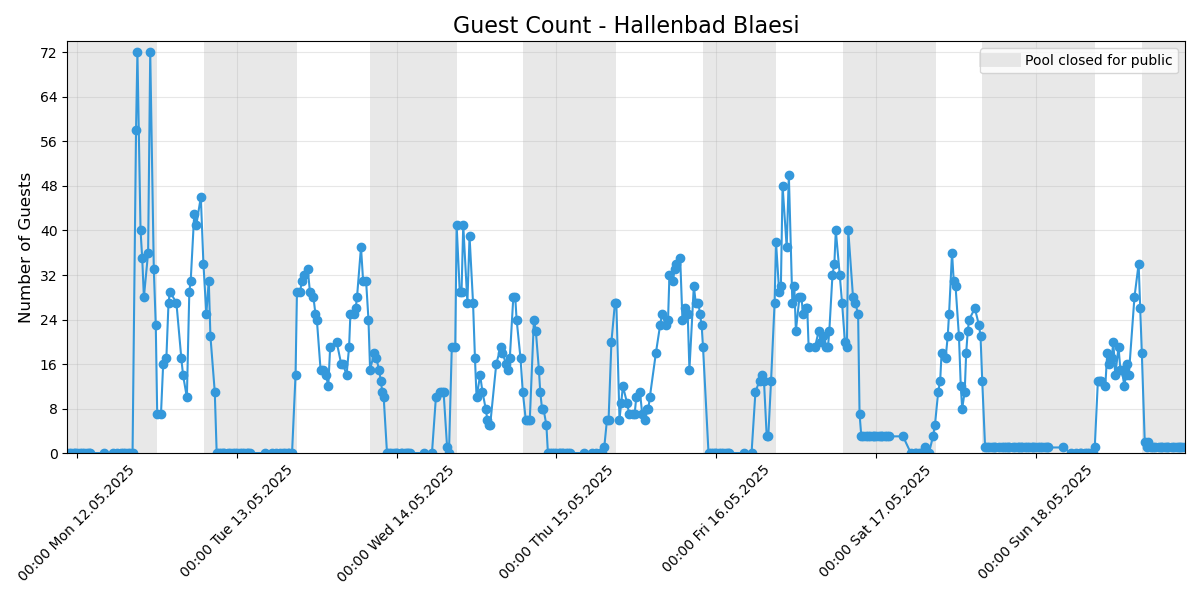 Guest Count - Hallenbad Blaesi
Pool closed for public
Number of Guests
72
64
56
48
40
32
24
16
8
0
00:00 Mon 12.05.2025
00:00 Tue 13.05.2025
00:00 Wed 14.05.2025
00:00 Thu 15.05.2025
00:00 Fri 16.05.2025
00:00 Sat 17.05.2025
00:00 Sun 18.05.2025